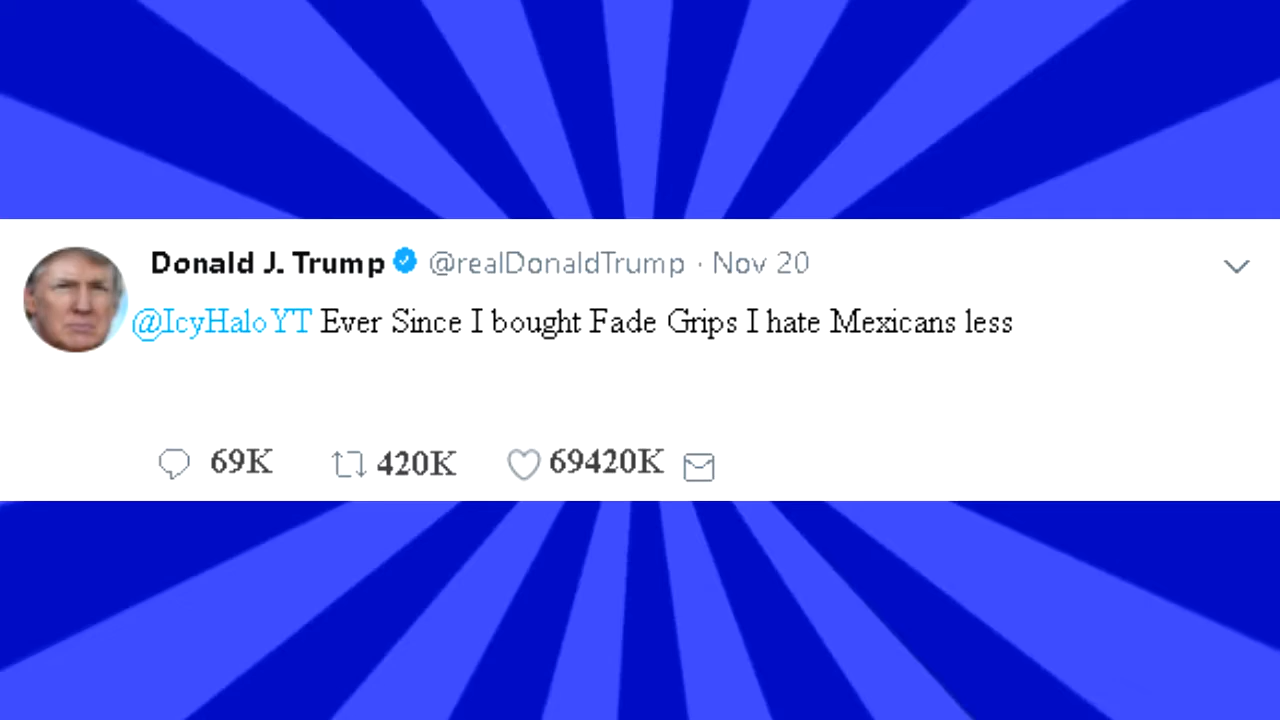 Donald J. Trump @realDonaldTrump · Nov 20
@IcyHaloYT Ever Since I bought Fade Grips I hate Mexicans less
69K 420K 69420K